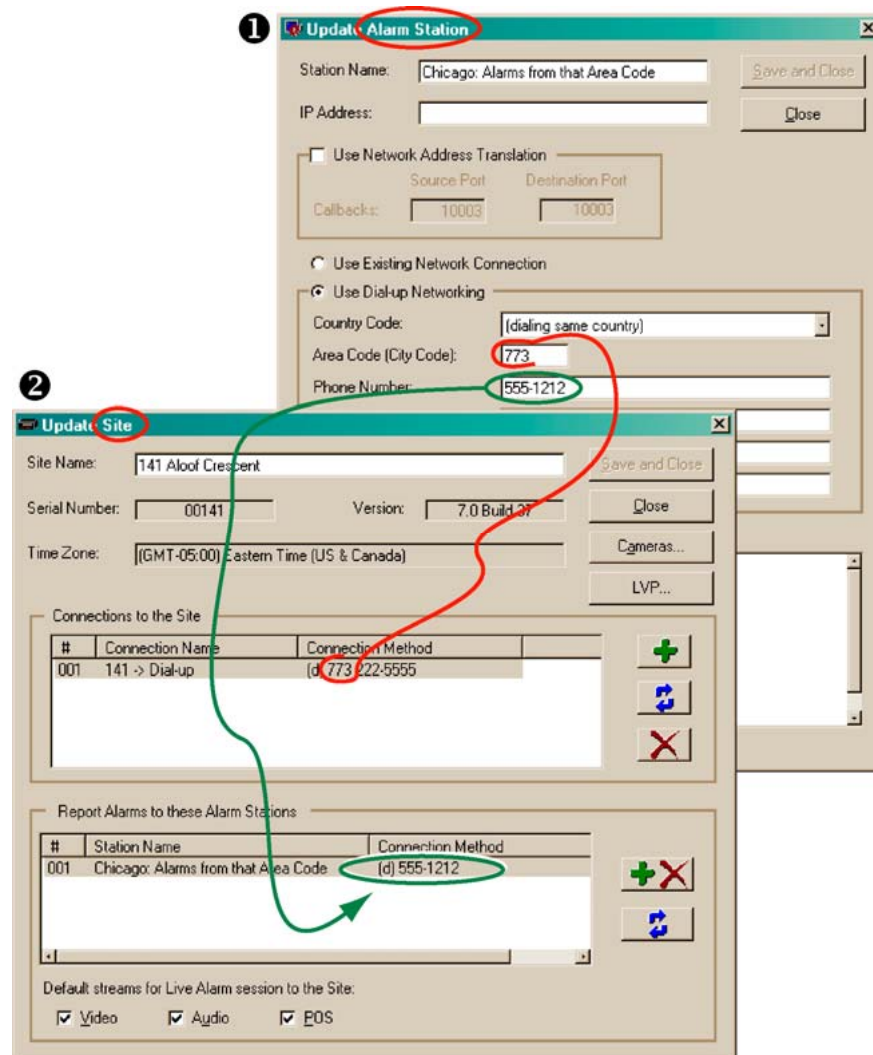 ❶
Update Alarm Station
Station Name: Chicago: Alarms from that Area Code
Save and Close
IP Address:
Close
Use Network Address Translation
Source Port Destination Port
Callbacks: 10003 10003
Use Existing Network Connection
Use Dial-up Networking
Country Code: (dialing same country)
Area Code (City Code): 773
Phone Number: 555-1212
❷
Update Site
Site Name: 141 Aloof Crescent
Save and Close
Serial Number: 00141 Version: 7.0 Build 37
Close
Time Zone: (GMT-05:00) Eastern Time (US & Canada)
Cameras...
LVP...
Connections to the Site
# Connection Name Connection Method
001 141 -> Dial-up (d) 773 222-5555
Report Alarms to these Alarm Stations
# Station Name Connection Method
001 Chicago: Alarms from that Area Code (d) 555-1212
Default streams for Live Alarm session to the Site:
Video Audio POS